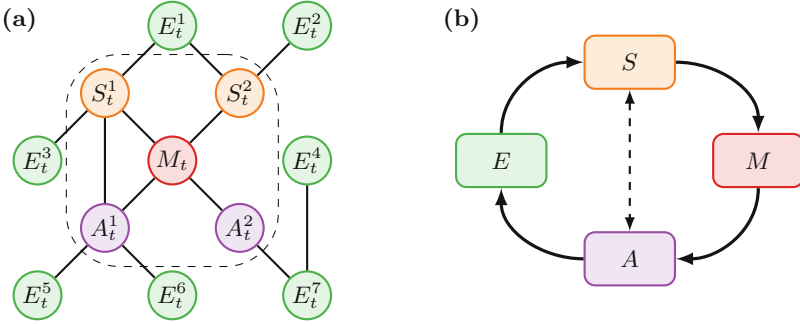 (a)
E_t^1
E_t^2
S_t^1
S_t^2
E_t^3
M_t
E_t^4
A_t^1
A_t^2
E_t^5
E_t^6
E_t^7
(b)
S
E
M
A